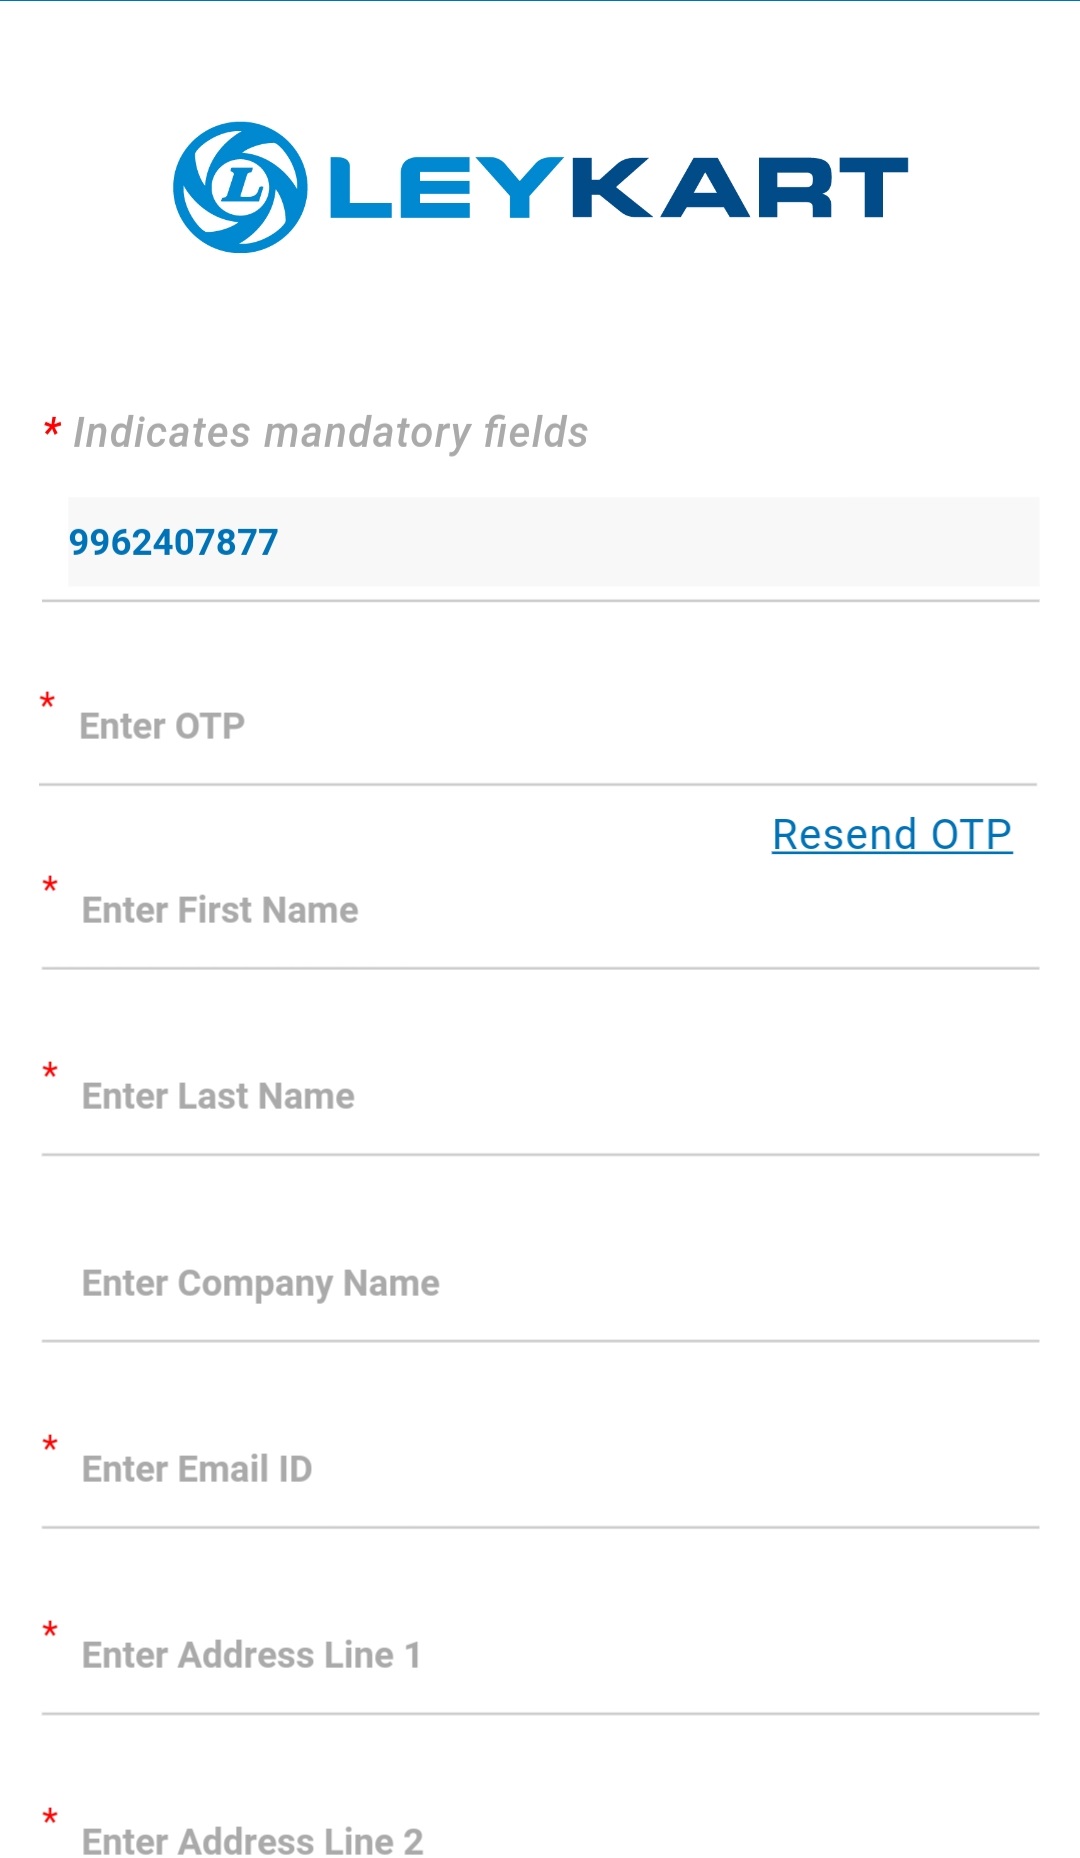 L LEYKART
* Indicates mandatory fields
9962407877
* Enter OTP
Resend OTP
* Enter First Name
* Enter Last Name
Enter Company Name
* Enter Email ID
* Enter Address Line 1
* Enter Address Line 2